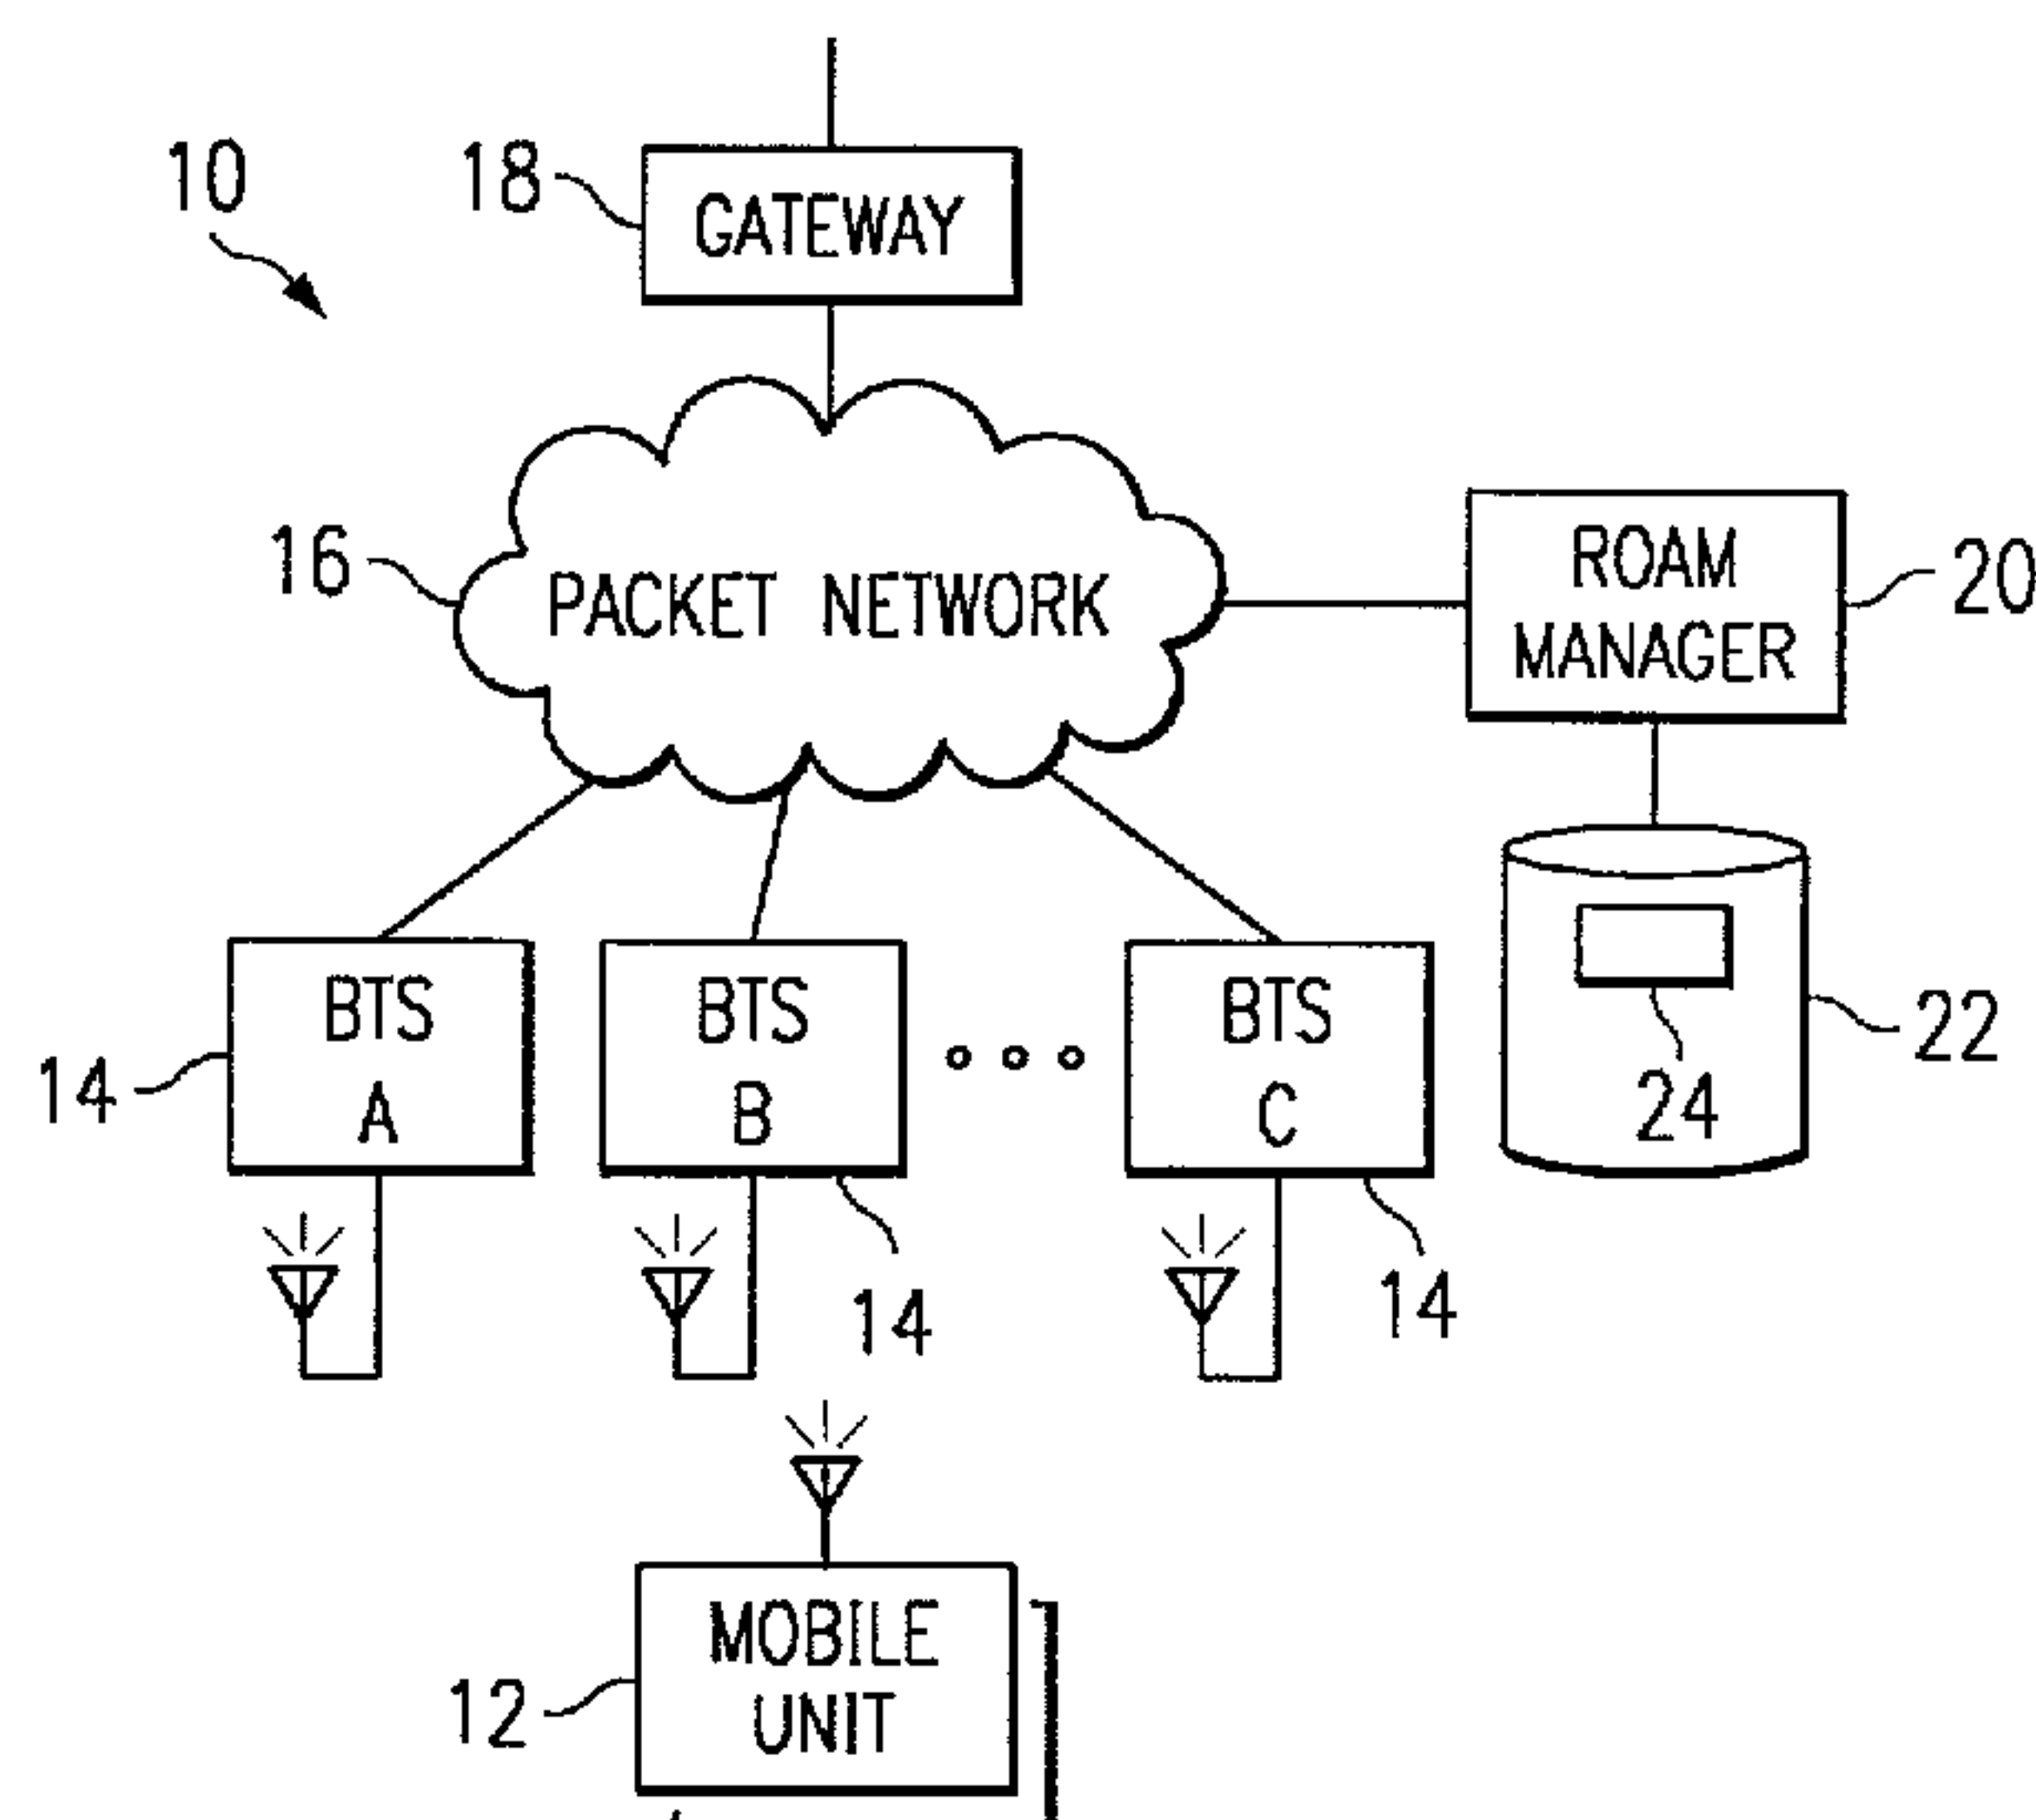 10
18
GATEWAY
16
PACKET NETWORK
ROAM
MANAGER
20
BTS
A
14
BTS
B
14
BTS
C
14
22
24
MOBILE
UNIT
12